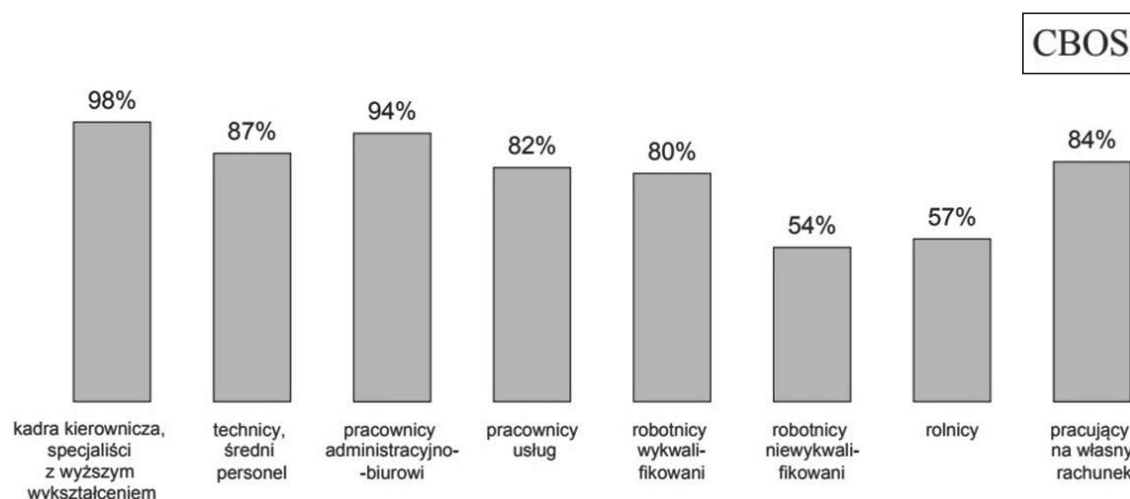 CBOS
98%
87%
94%
82%
80%
54%
57%
84%
kadra kierownicza,
specjaliści
z wyższym
wykształceniem
technicy,
średni
personel
pracownicy
administracyjno-
-biurowi
pracownicy
usług
robotnicy
wykwali-
fikowani
robotnicy
niewykwali-
fikowani
rolnicy
pracujący
na własny
rachunek